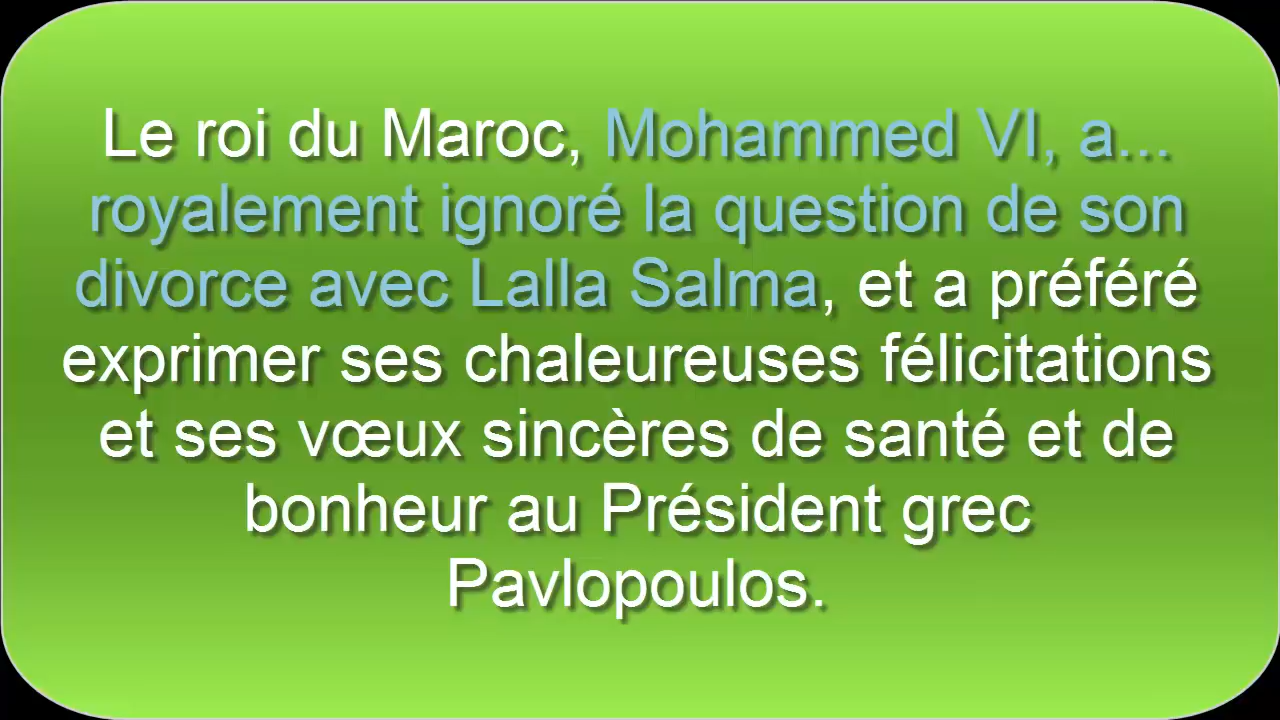 Le roi du Maroc, Mohammed VI, a...
royalement ignoré la question de son
divorce avec Lalla Salma, et a préféré
exprimer ses chaleureuses félicitations
et ses vœux sincères de santé et de
bonheur au Président grec
Pavlopoulos.